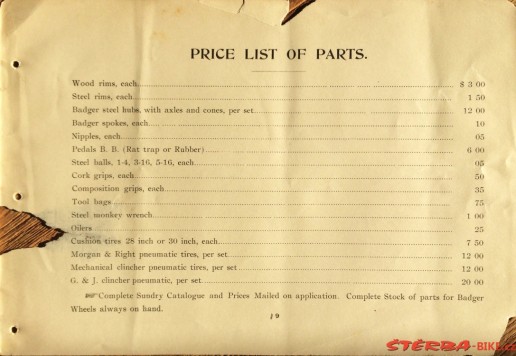 PRICE LIST OF PARTS.
Wood rims, each $ 3 00
Steel rims, each 1 50
Badger steel hubs, with axles and cones, per set 12 00
Badger spokes, each 10
Nipples, each 05
Pedals B. B. (Rat trap or Rubber) 6 00
Steel balls, 1-4, 3-16, 5-16, each 05
Cork grips, each 50
Composition grips, each 35
Tool bags 75
Steel monkey wrench 1 00
Oilers 25
Cushion tires 28 inch or 30 inch, each 7 50
Morgan & Right pneumatic tires, per set 12 00
Mechanical clincher pneumatic tires, per set 12 00
G. & J. clincher pneumatic, per set 20 00
☞Complete Sundry Catalogue and Prices Mailed on application. Complete Stock of parts for Badger
Wheels always on hand.
19
STERBA-BIKE